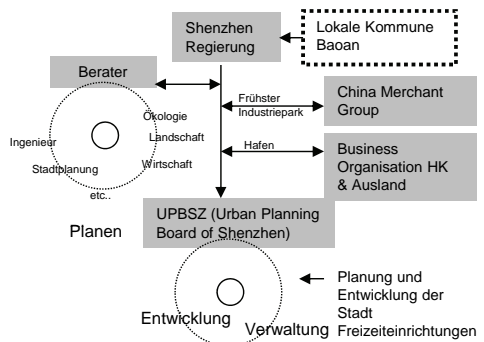 Shenzhen
Regierung
Lokale Kommune
Baoan
Berater
Frühster
Industriepark
China Merchant
Group
Ökologie
Ingenieur
Landschaft
Stadtplanung
Wirtschaft
etc..
Hafen
Business
Organisation HK
& Ausland
Planen
UPBSZ (Urban Planning
Board of Shenzhen)
Entwicklung
Verwaltung
Planung und
Entwicklung der
Stadt
Freizeiteinrichtungen